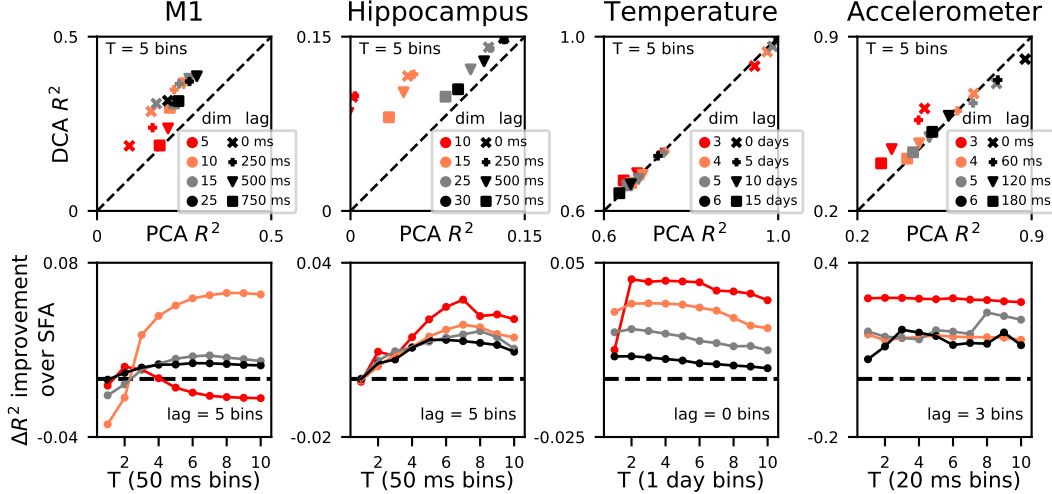 M1
Hippocampus
Temperature
Accelerometer
DCA R²
0.5
T = 5 bins
dim lag
5 0 ms
10 250 ms
15 500 ms
25 750 ms
0
0 PCA R² 0.5
0.15
T = 5 bins
dim lag
10 0 ms
15 250 ms
25 500 ms
30 750 ms
0
0 PCA R² 0.15
1.0
T = 5 bins
dim lag
3 0 days
4 5 days
5 10 days
6 15 days
0.6
0.6 PCA R² 1.0
0.9
T = 5 bins
dim lag
3 0 ms
4 60 ms
5 120 ms
6 180 ms
0.2
0.2 PCA R² 0.9
ΔR² improvement
over SFA
0.08
lag = 5 bins
-0.04
2 4 6 8 10
T (50 ms bins)
0.04
lag = 5 bins
-0.02
2 4 6 8 10
T (50 ms bins)
0.05
lag = 0 bins
-0.025
2 4 6 8 10
T (1 day bins)
0.4
lag = 3 bins
-0.2
2 4 6 8 10
T (20 ms bins)